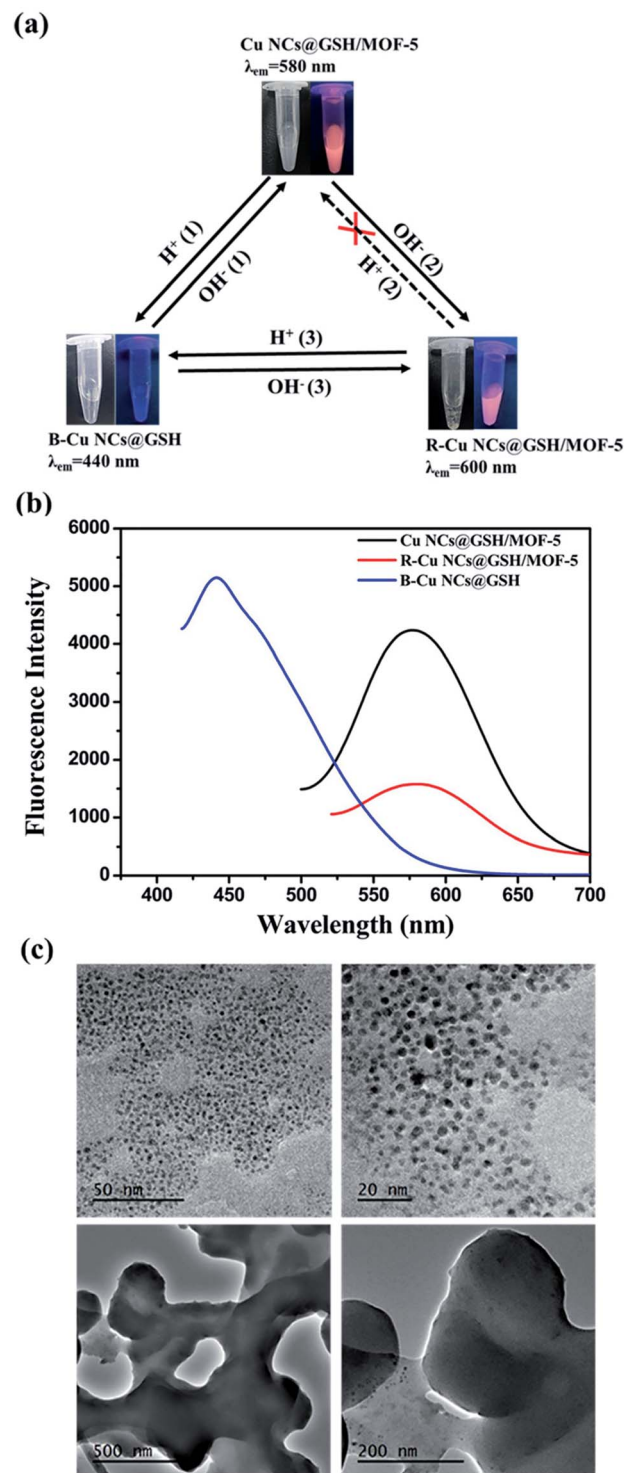 (a)
Cu NCs@GSH/MOF-5
λem=580 nm
H⁺ (1)
OH⁻ (1)
OH⁻ (2)
H⁺ (2)
H⁺ (3)
OH⁻ (3)
B-Cu NCs@GSH
λem=440 nm
R-Cu NCs@GSH/MOF-5
λem=600 nm
(b)
6000
5000
4000
3000
2000
1000
0
Fluorescence Intensity
Cu NCs@GSH/MOF-5
R-Cu NCs@GSH/MOF-5
B-Cu NCs@GSH
400 450 500 550 600 650 700
Wavelength (nm)
(c)
50 nm
20 nm
500 nm
200 nm